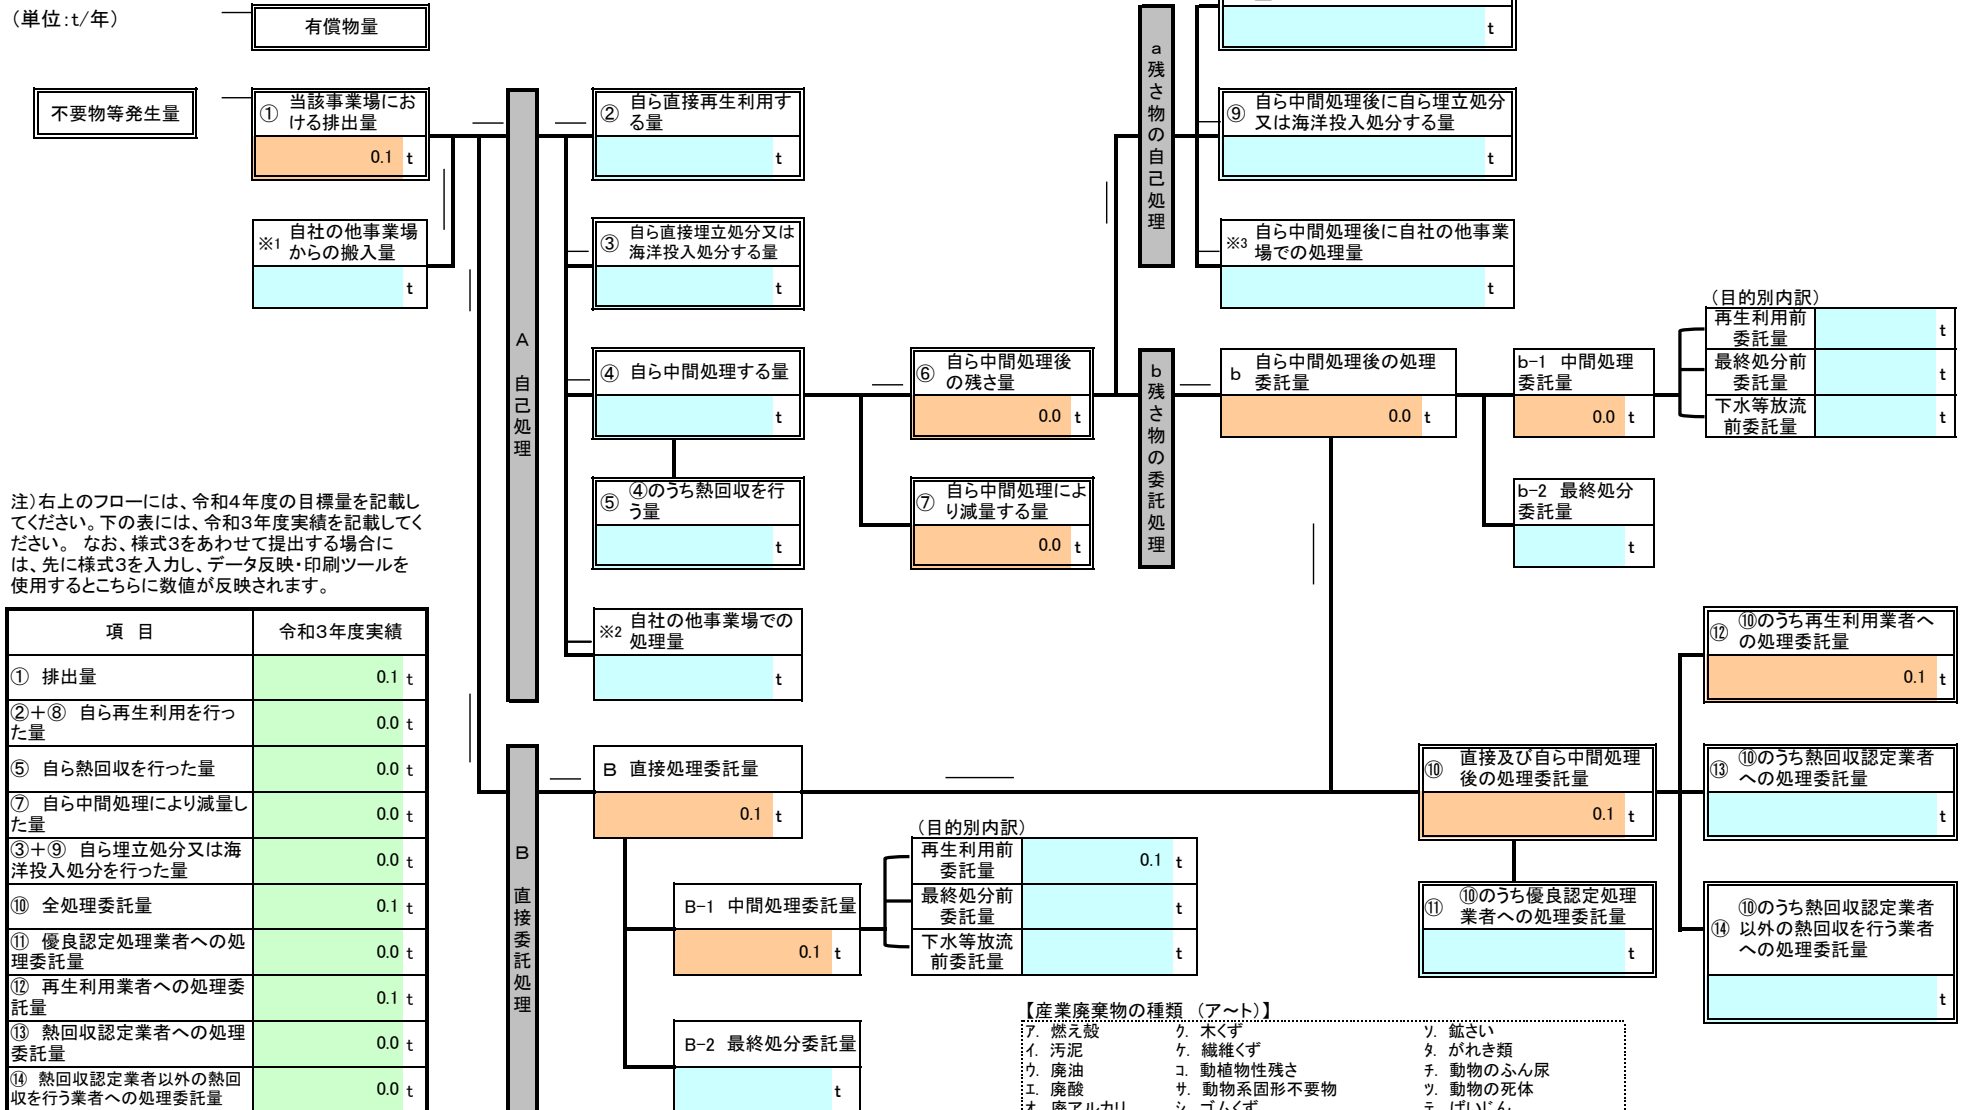 (単位:t/年)
有償物量
t
不要物等発生量
① 当該事業場にお
ける排出量
0.1 t
※1 自社の他事業場
からの搬入量
t
A 自己処理
② 自ら直接再生利用す
る量
t
③ 自ら直接埋立処分又は
海洋投入処分する量
t
④ 自ら中間処理する量
t
⑤ ④のうち熱回収を行
う量
t
※2 自社の他事業場での
処理量
t
⑥ 自ら中間処理後
の残さ量
0.0 t
⑦ 自ら中間処理によ
り減量する量
0.0 t
a 残さ物の自己処理
⑨ 自ら中間処理後に自ら埋立処分
又は海洋投入処分する量
t
※3 自ら中間処理後に自社の他事業
場での処理量
t
b 残さ物の委託処理
b 自ら中間処理後の処理
委託量
0.0 t
b-1 中間処理
委託量
0.0 t
b-2 最終処分
委託量
t
(目的別内訳)
再生利用前
委託量
t
最終処分前
委託量
t
下水等放流
前委託量
t
注)右上のフローには、令和4年度の目標量を記載し
てください。下の表には、令和3年度実績を記載してく
ださい。 なお、様式3をあわせて提出する場合に
は、先に様式3を入力し、データ反映・印刷ツールを
使用するとこちらに数値が反映されます。
項 目 令和3年度実績
① 排出量 0.1 t
②+⑧ 自ら再生利用を行っ
た量 0.0 t
⑤ 自ら熱回収を行った量 0.0 t
⑦ 自ら中間処理により減量し
た量 0.0 t
③+⑨ 自ら埋立処分又は海
洋投入処分を行った量 0.0 t
⑩ 全処理委託量 0.1 t
⑪ 優良認定処理業者への処
理委託量 0.0 t
⑫ 再生利用業者への処理委
託量 0.1 t
⑬ 熱回収認定業者への処理
委託量 0.0 t
⑭ 熱回収認定業者以外の熱回
収を行う業者への処理委託量 0.0 t
B 直接委託処理
B 直接処理委託量
0.1 t
B-1 中間処理委託量
0.1 t
B-2 最終処分委託量
t
(目的別内訳)
再生利用前
委託量
0.1 t
最終処分前
委託量
t
下水等放流
前委託量
t
⑩ 直接及び自ら中間処理
後の処理委託量
0.1 t
⑪ ⑩のうち優良認定処理
業者への処理委託量
t
⑫ ⑩のうち再生利用業者へ
の処理委託量
0.1 t
⑬ ⑩のうち熱回収認定業者
への処理委託量
t
⑭ ⑩のうち熱回収認定業者
以外の熱回収を行う業者
への処理委託量
t
【産業廃棄物の種類 (ア~ト)】
ア. 燃え殻 ク. 木くず ソ. 鉱さい
イ. 汚泥 ケ. 繊維くず タ. がれき類
ウ. 廃油 コ. 動植物性残さ チ. 動物のふん尿
エ. 廃酸 サ. 動物系固形不要物 ツ. 動物の死体
オ. 廃アルカリ シ. ゴムくず テ. ばいじん